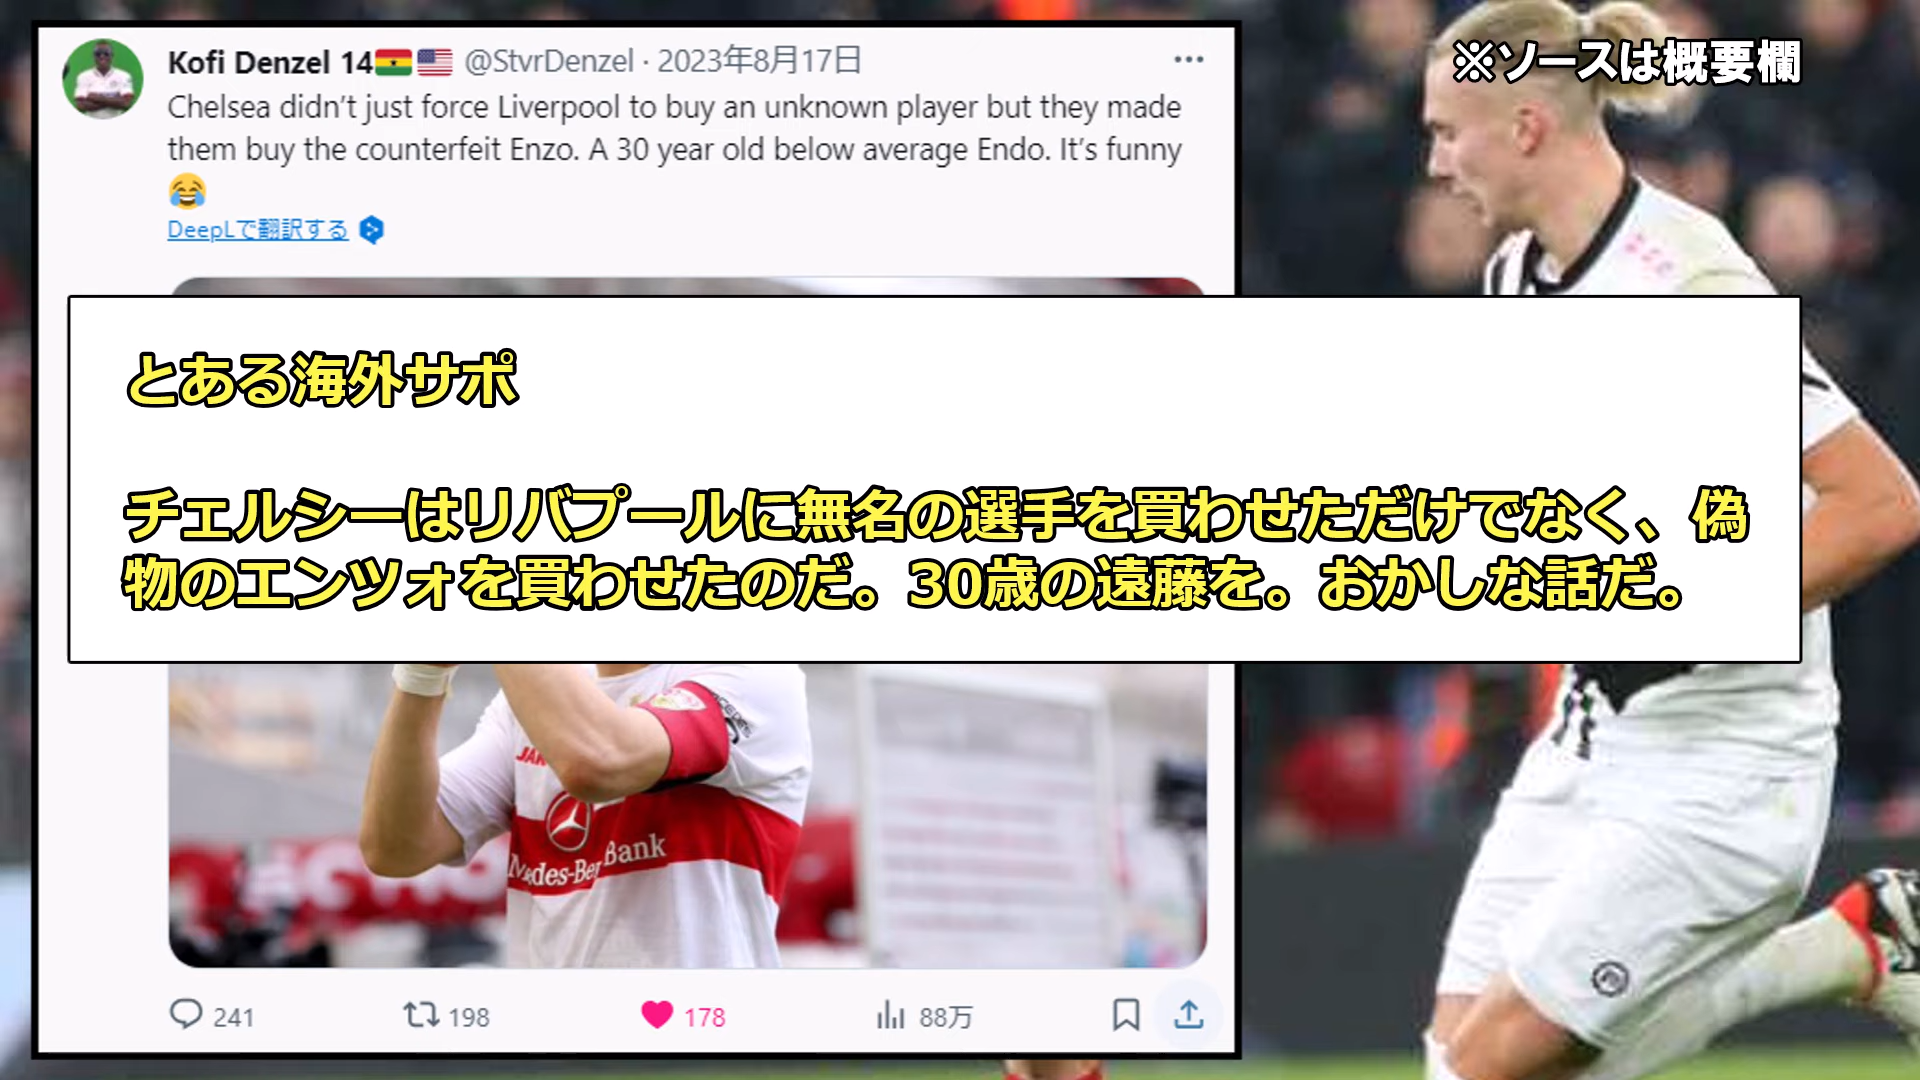 Kofi Denzel 14🇬🇭🇺🇸 @StvrDenzel · 2023年8月17日
※ソースは概要欄
Chelsea didn’t just force Liverpool to buy an unknown player but they made
them buy the counterfeit Enzo. A 30 year old below average Endo. It’s funny
😂
DeepLで翻訳する
とある海外サポ
チェルシーはリバプールに無名の選手を買わせただけでなく、偽
物のエンツォを買わせたのだ。30歳の遠藤を。おかしな話だ。
241 198 178 88万